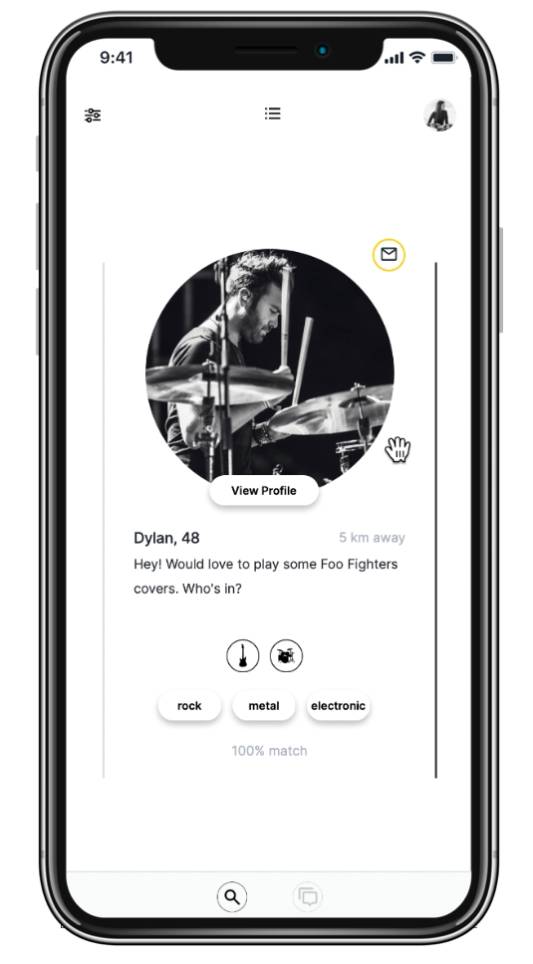 9:41
View Profile
Dylan, 48
5 km away
Hey! Would love to play some Foo Fighters
covers. Who's in?
rock
metal
electronic
100% match